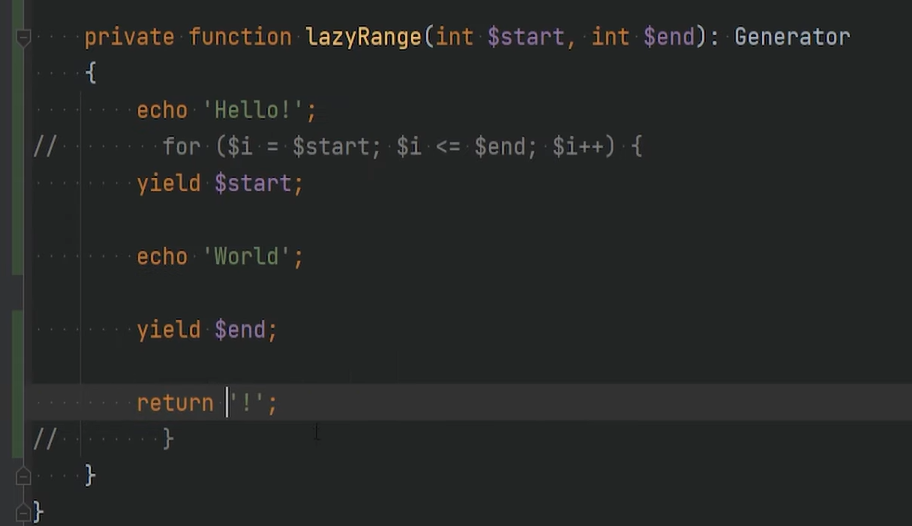 private function lazyRange(int $start, int $end): Generator
{
echo 'Hello!';
// for ($i = $start; $i <= $end; $i++) {
yield $start;
echo 'World';
yield $end;
return '!';
// }
}
}